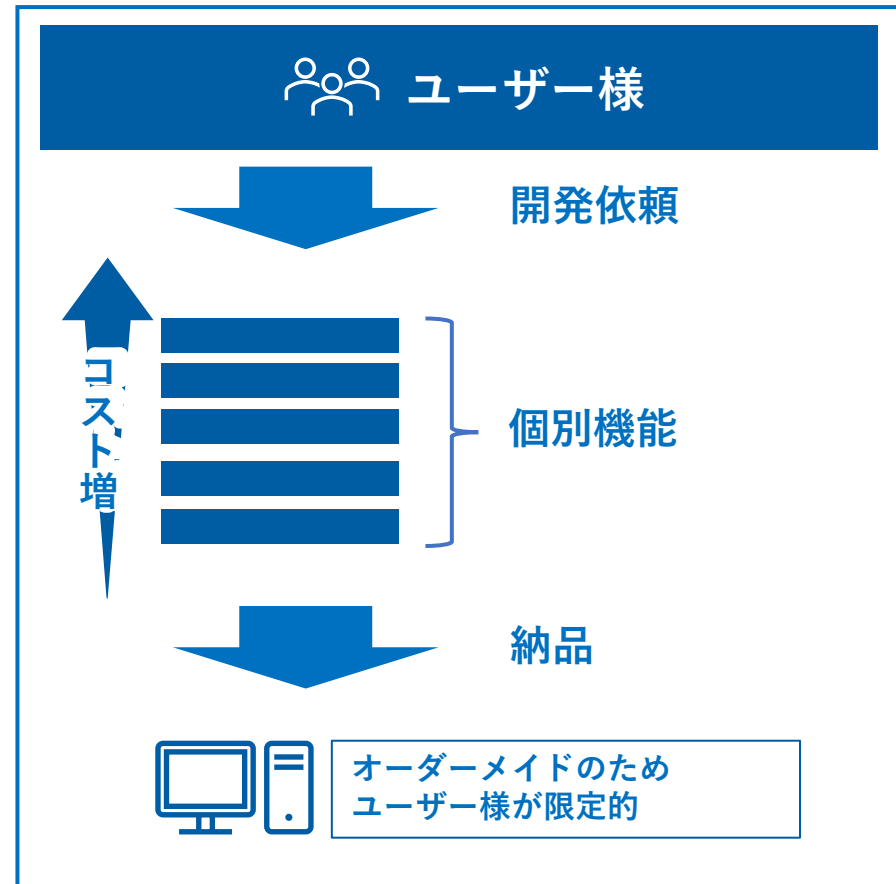 ユーザー様
開発依頼
コスト増
個別機能
納品
オーダーメイドのため
ユーザー様が限定的